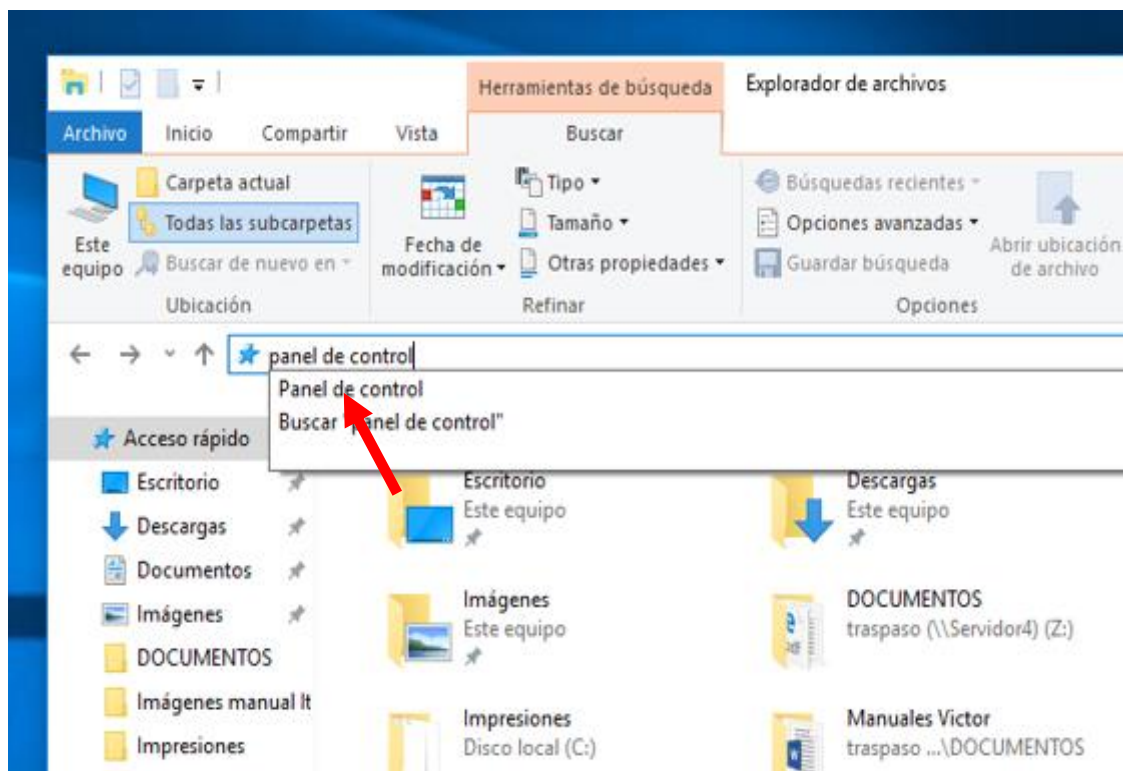 Herramientas de búsqueda
Explorador de archivos
Archivo
Inicio
Compartir
Vista
Buscar
Este
equipo
Carpeta actual
Todas las subcarpetas
Buscar de nuevo en
Ubicación
Fecha de
modificación
Tipo
Tamaño
Otras propiedades
Refinar
Búsquedas recientes
Opciones avanzadas
Guardar búsqueda
Abrir ubicación
de archivo
Opciones
panel de control
Panel de control
Buscar "panel de control"
Acceso rápido
Escritorio
Descargas
Documentos
Imágenes
DOCUMENTOS
Imágenes manual It
Impresiones
Escritorio
Este equipo
Descargas
Este equipo
Imágenes
Este equipo
DOCUMENTOS
traspaso (\\Servidor4) (Z:)
Impresiones
Disco local (C:)
Manuales Victor
traspaso ...\DOCUMENTOS